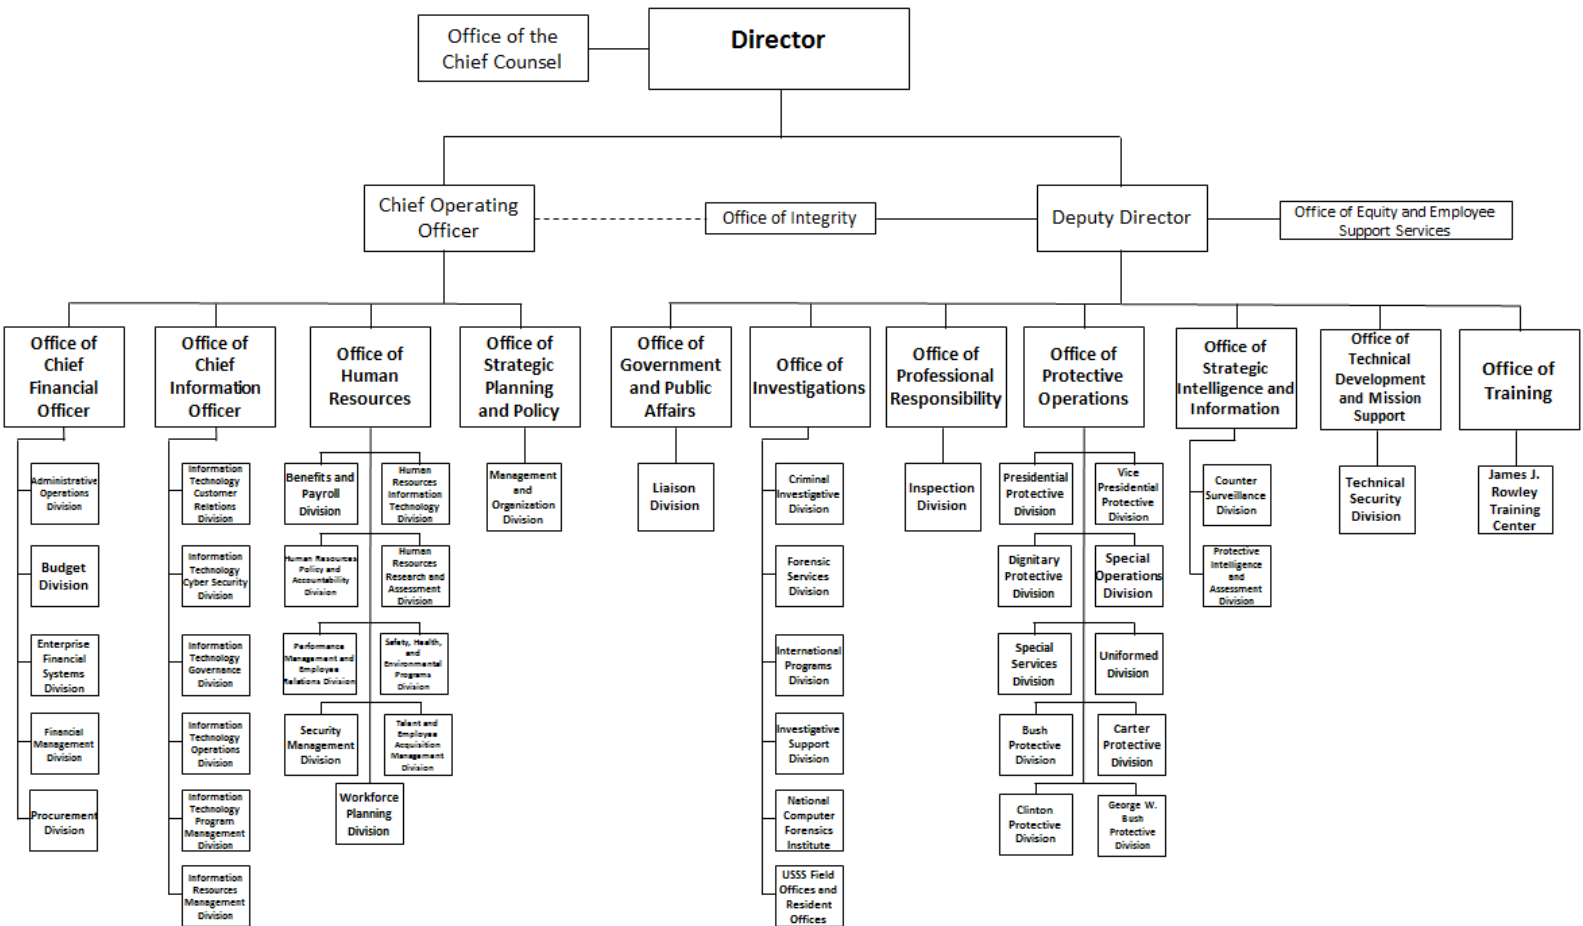 Office of the
Chief Counsel
Director
Chief Operating
Officer
Office of Integrity
Deputy Director
Office of Equity and Employee
Support Services
Office of
Chief
Financial
Officer
Office of
Chief
Information
Officer
Office of
Human
Resources
Office of
Strategic
Planning
and Policy
Office of
Government
and Public
Affairs
Office of
Investigations
Office of
Professional
Responsibility
Office of
Protective
Operations
Office of
Strategic
Intelligence and
Information
Office of
Technical
Development
and Mission
Support
Office of
Training
Administrative
Operations
Division
Budget
Division
Enterprise
Financial
Systems
Division
Financial
Management
Division
Procurement
Division
Information
Technology
Customer
Relations
Division
Information
Technology
Cyber Security
Division
Information
Technology
Governance
Division
Information
Technology
Operations
Division
Information
Technology
Program
Management
Division
Information
Resources
Management
Division
Benefits and
Payroll
Division
Human
Resources
Information
Technology
Division
Human Resources
Policy and
Accountability
Division
Human
Resources
Research and
Assessment
Division
Performance
Management and
Employee
Relations Division
Safety, Health,
and
Environmental
Programs
Division
Security
Management
Division
Talent and
Employee
Acquisition
Management
Division
Workforce
Planning
Division
Management
and
Organization
Division
Liaison
Division
Criminal
Investigative
Division
Forensic
Services
Division
International
Programs
Division
Investigative
Support
Division
National
Computer
Forensics
Institute
USSS Field
Offices and
Resident
Offices
Inspection
Division
Presidential
Protective
Division
Vice
Presidential
Protective
Division
Dignitary
Protective
Division
Special
Operations
Division
Special
Services
Division
Uniformed
Division
Bush
Protective
Division
Carter
Protective
Division
Clinton
Protective
Division
George W.
Bush
Protective
Division
Counter
Surveillance
Division
Protective
Intelligence
and
Assessment
Division
Technical
Security
Division
James J.
Rowley
Training
Center